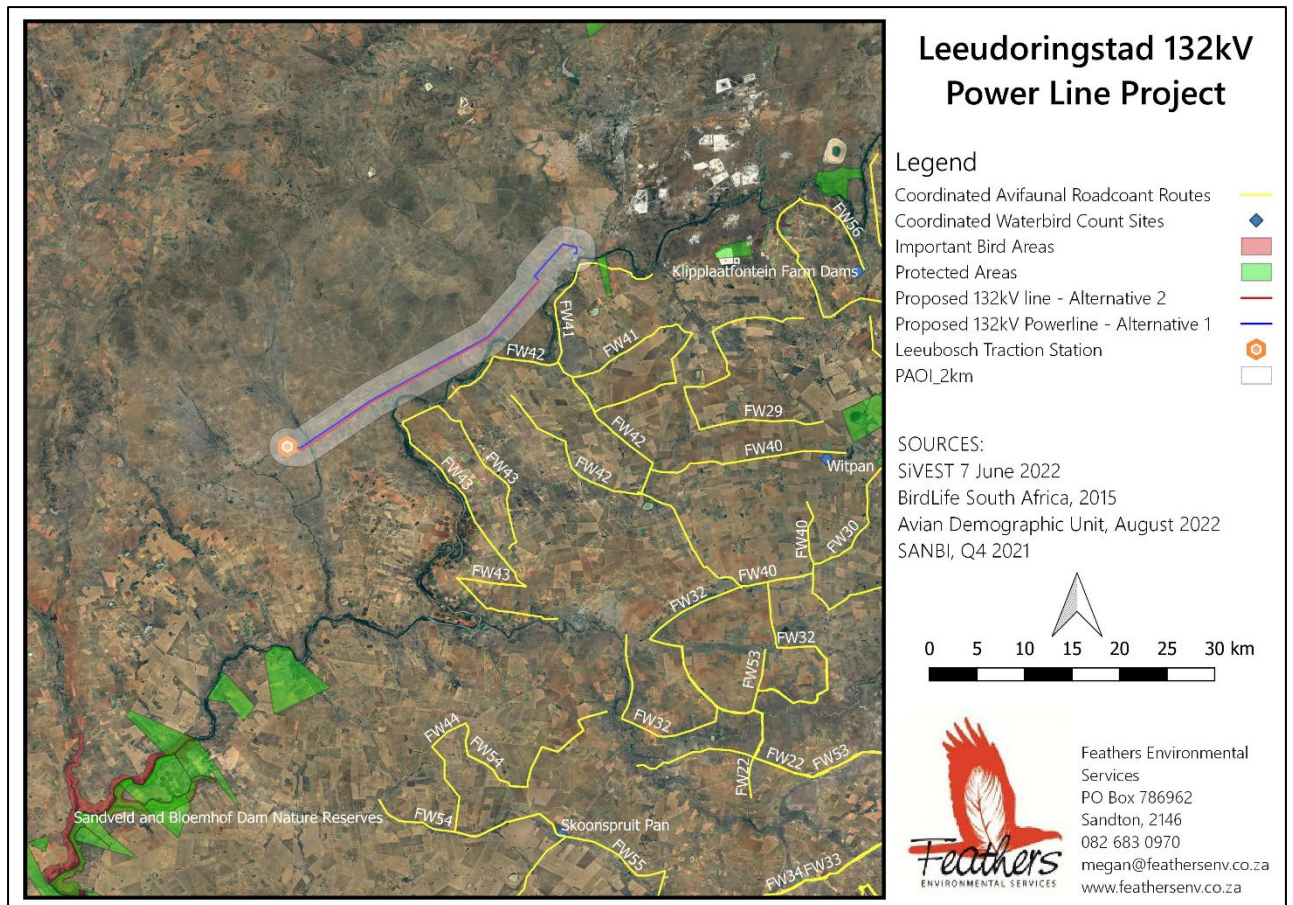 Leeudoringstad 132kV
Power Line Project
Legend
Coordinated Avifaunal Roadcoant Routes
Coordinated Waterbird Count Sites
Important Bird Areas
Protected Areas
Proposed 132kV line - Alternative 2
Proposed 132kV Powerline - Alternative 1
Leeubosch Traction Station
PAOI_2km
SOURCES:
SiVEST 7 June 2022
BirdLife South Africa, 2015
Avian Demographic Unit, August 2022
SANBI, Q4 2021
0 5 10 15 20 25 30 km
Feathers
ENVIRONMENTAL SERVICES
Feathers Environmental
Services
PO Box 786962
Sandton, 2146
082 683 0970
megan@feathersenv.co.za
www.feathersenv.co.za
FW56
Klipplaatfontein Farm Dams
FW41
FW41
FW42
FW29
FW42
FW40
Witpan
FW42
FW43
FW43
FW40
FW30
FW43
FW40
FW32
FW32
FW53
FW32
FW44
FW54
FW22
FW53
FW22
Sandveld and Bloemhof Dam Nature Reserves
FW54
Skoonspruit Pan
FW55
FW34
FW33